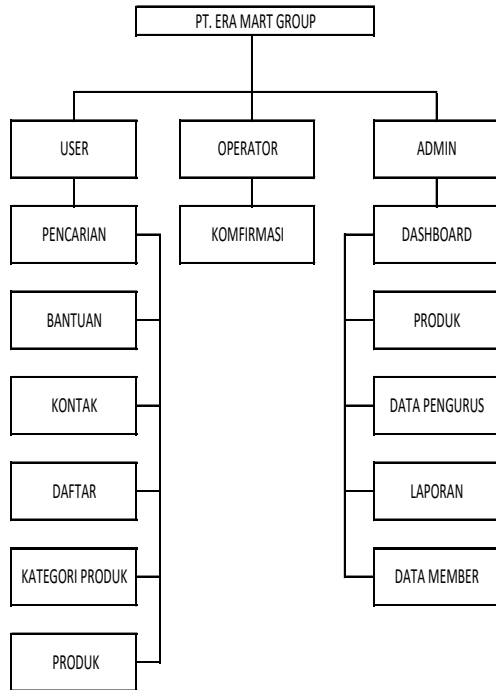 PT. ERA MART GROUP
USER
OPERATOR
ADMIN
PENCARIAN
KOMFIRMASI
DASHBOARD
BANTUAN
PRODUK
KONTAK
DATA PENGURUS
DAFTAR
LAPORAN
KATEGORI PRODUK
DATA MEMBER
PRODUK